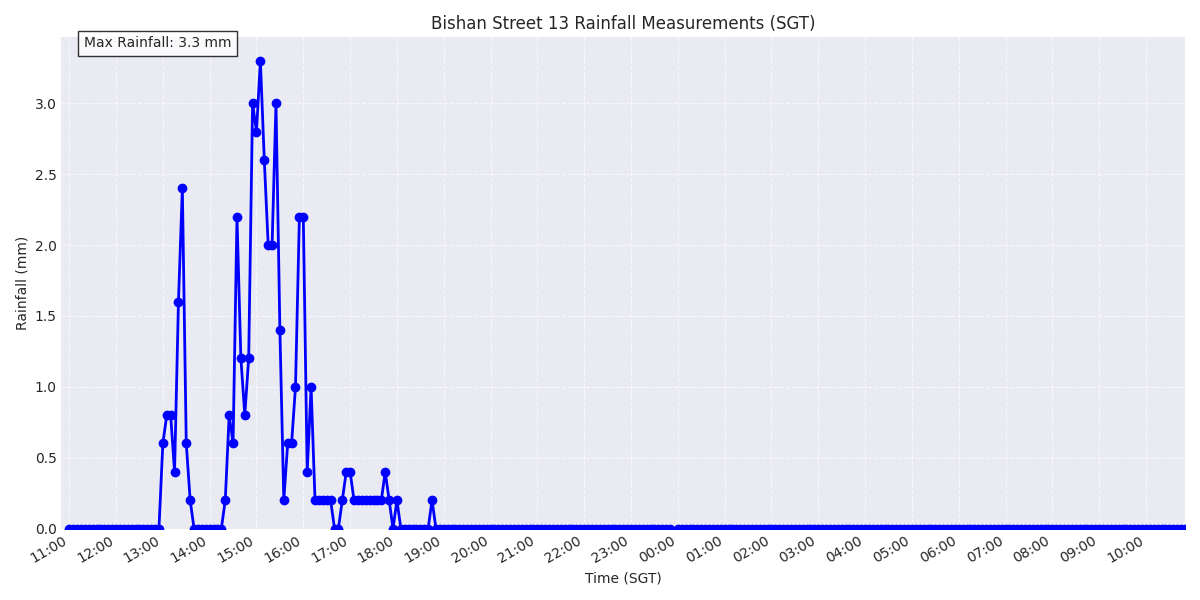 Bishan Street 13 Rainfall Measurements (SGT)
Max Rainfall: 3.3 mm
Rainfall (mm)
3.0
2.5
2.0
1.5
1.0
0.5
0.0
11:00 12:00 13:00 14:00 15:00 16:00 17:00 18:00 19:00 20:00 21:00 22:00 23:00 00:00 01:00 02:00 03:00 04:00 05:00 06:00 07:00 08:00 09:00 10:00
Time (SGT)